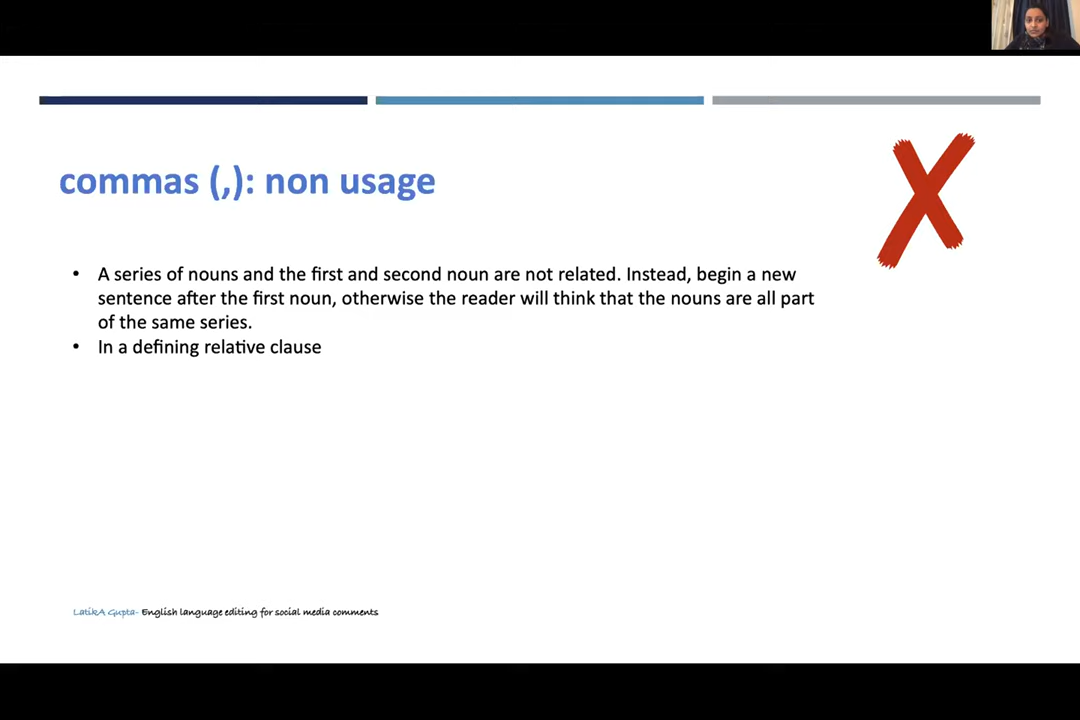 commas (,): non usage
• A series of nouns and the first and second noun are not related. Instead, begin a new
sentence after the first noun, otherwise the reader will think that the nouns are all part
of the same series.
• In a defining relative clause
LatikA Gupta- English language editing for social media comments